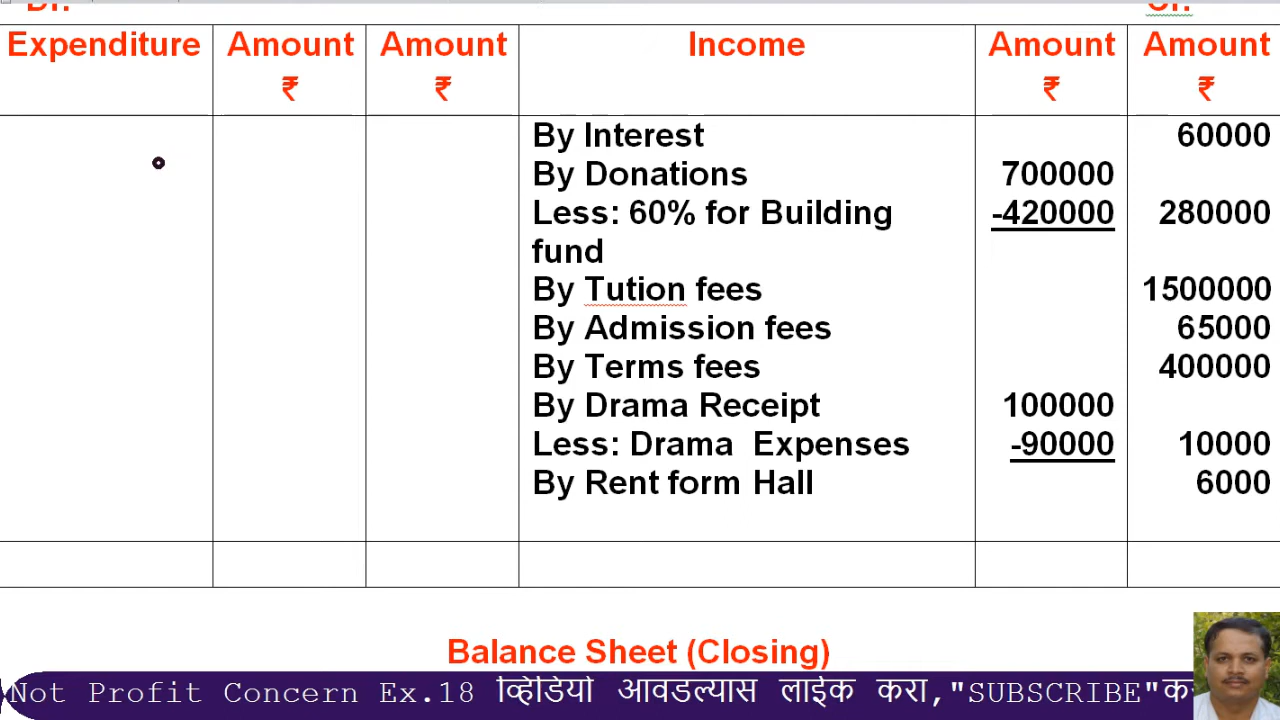 Dr. Cr.
Expenditure Amount Amount Income Amount Amount
₹ ₹ ₹ ₹
By Interest 60000
By Donations 700000
Less: 60% for Building -420000 280000
fund
By Tution fees 1500000
By Admission fees 65000
By Terms fees 400000
By Drama Receipt 100000
Less: Drama Expenses -90000 10000
By Rent form Hall 6000
Balance Sheet (Closing)
Not Profit Concern Ex.18 व्हिडियो आवडल्यास लाईक करा,"SUBSCRIBE"